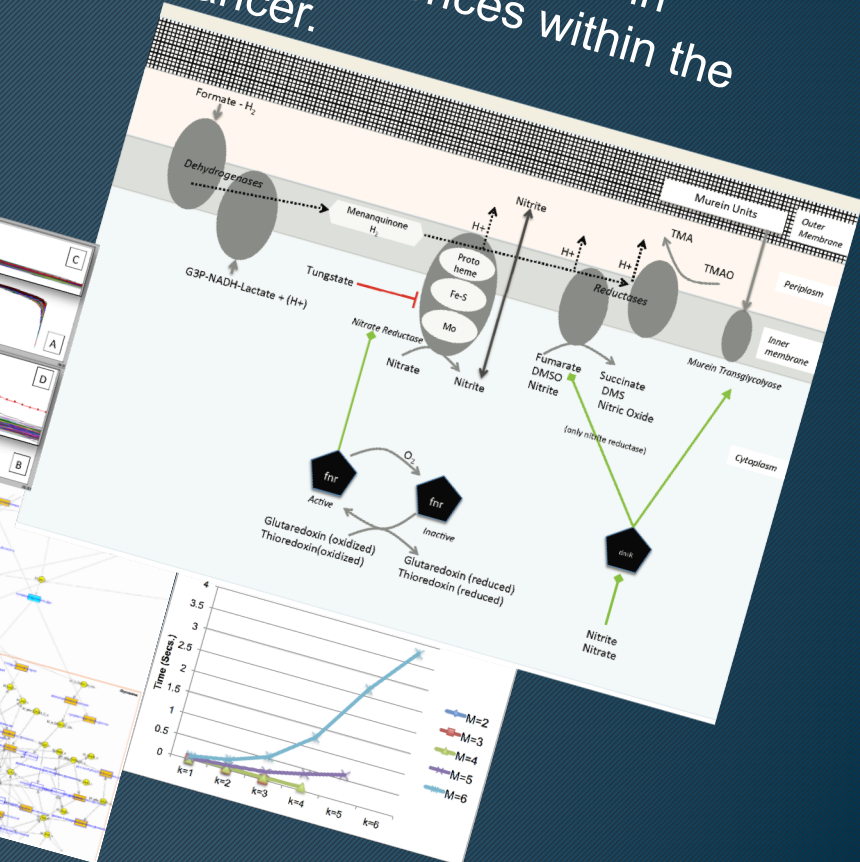 in
nces within the
ancer.
Formate - H2
Dehydrogenases
Menanquinone
H2
G3P-NADH-Lactate + (H+)
Tungstate
H+
Nitrite
Proto
heme
Fe-S
Mo
Nitrate Reductase
Nitrate
Nitrite
H+
H+
Reductases
TMA
TMAO
Murein Units
Outer
Membrane
Periplasm
Inner
membrane
Murein Transglycolyase
Fumarate
DMSO
Nitrite
Succinate
DMS
Nitric Oxide
(only nitrite reductase)
Cytoplasm
fnr
Active
O2
fnr
Inactive
Glutaredoxin (oxidized)
Thioredoxin(oxidized)
Glutaredoxin (reduced)
Thioredoxin (reduced)
Nitrite
Nitrate
C
A
D
B
Time (Secs.)
4
3.5
3
2.5
2
1.5
1
0.5
0
k=1
k=2
k=3
k=4
k=5
k=6
M=2
M=3
M=4
M=5
M=6